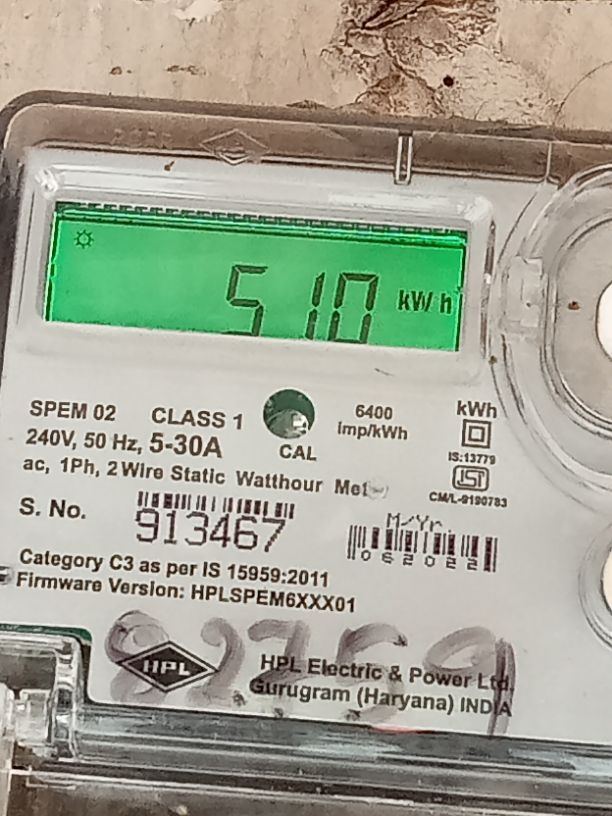 510 kWh
SPEM 02 CLASS 1 6400 imp/kWh kWh
240V, 50 Hz, 5-30A CAL IS:13779
ac, 1Ph, 2 Wire Static Watthour
CM/L-9190783
S. No. 913467 M/Yr.
062022
Category C3 as per IS 15959:2011
Firmware Version: HPLSPEM6XXX01
82759
HPL HPL Electric & Power Ltd.
Gurugram (Haryana) INDIA